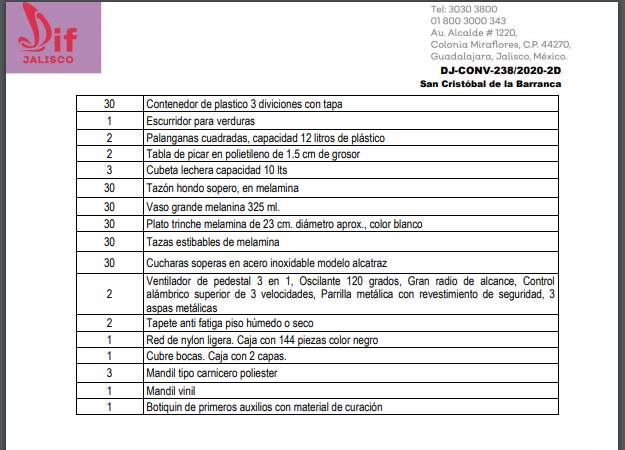 Dif
JALISCO
Tel: 3030 3800
01 800 3000 343
Av. Alcalde # 1220,
Colonia Miraflores, C.P. 44270,
Guadalajara, Jalisco, México.
DJ-CONV-238/2020-2D
San Cristóbal de la Barranca
30 Contenedor de plastico 3 diviciones con tapa
1 Escurridor para verduras
2 Palanganas cuadradas, capacidad 12 litros de plástico
2 Tabla de picar en polietileno de 1.5 cm de grosor
3 Cubeta lechera capacidad 10 lts
30 Tazón hondo sopero, en melamina
30 Vaso grande melanina 325 ml.
30 Plato trinche melamina de 23 cm. diámetro aprox., color blanco
30 Tazas estibables de melamina
30 Cucharas soperas en acero inoxidable modelo alcatraz
2 Ventilador de pedestal 3 en 1, Oscilante 120 grados, Gran radio de alcance, Control
alámbrico superior de 3 velocidades, Parrilla metálica con revestimiento de seguridad, 3
aspas metálicas
2 Tapete anti fatiga piso húmedo o seco
1 Red de nylon ligera. Caja con 144 piezas color negro
1 Cubre bocas. Caja con 2 capas.
3 Mandil tipo carnicero poliester
1 Mandil vinil
1 Botiquin de primeros auxilios con material de curación